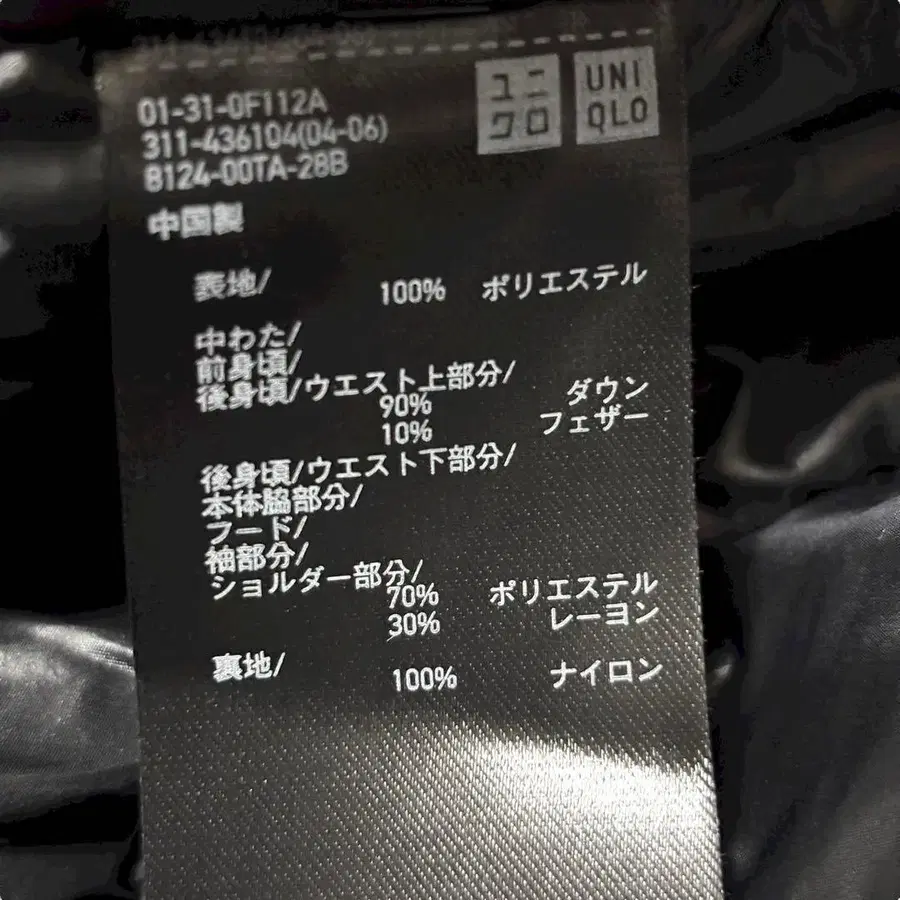 01-31-0F112A
311-436104(04-06)
B124-00TA-28B
ユニクロ
UNIQLO
中国製
表地/
100% ポリエステル
中わた/
前身頃/
後身頃/ウエスト上部分/
90% ダウン
10% フェザー
後身頃/ウエスト下部分/
本体脇部分/
フード/
袖部分/
ショルダー部分/
70% ポリエステル
30% レーヨン
裏地/
100% ナイロン